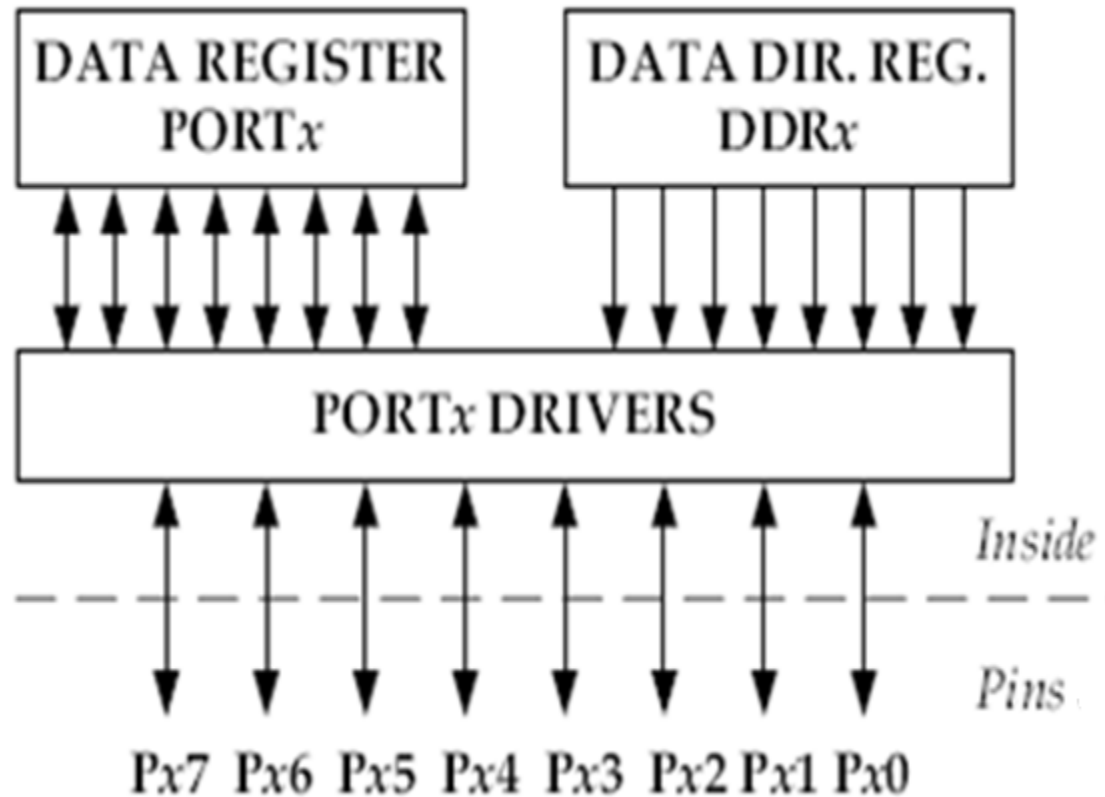 DATA REGISTER
PORTx
DATA DIR. REG.
DDRx
PORTx DRIVERS
Inside
Pins
Px7 Px6 Px5 Px4 Px3 Px2 Px1 Px0